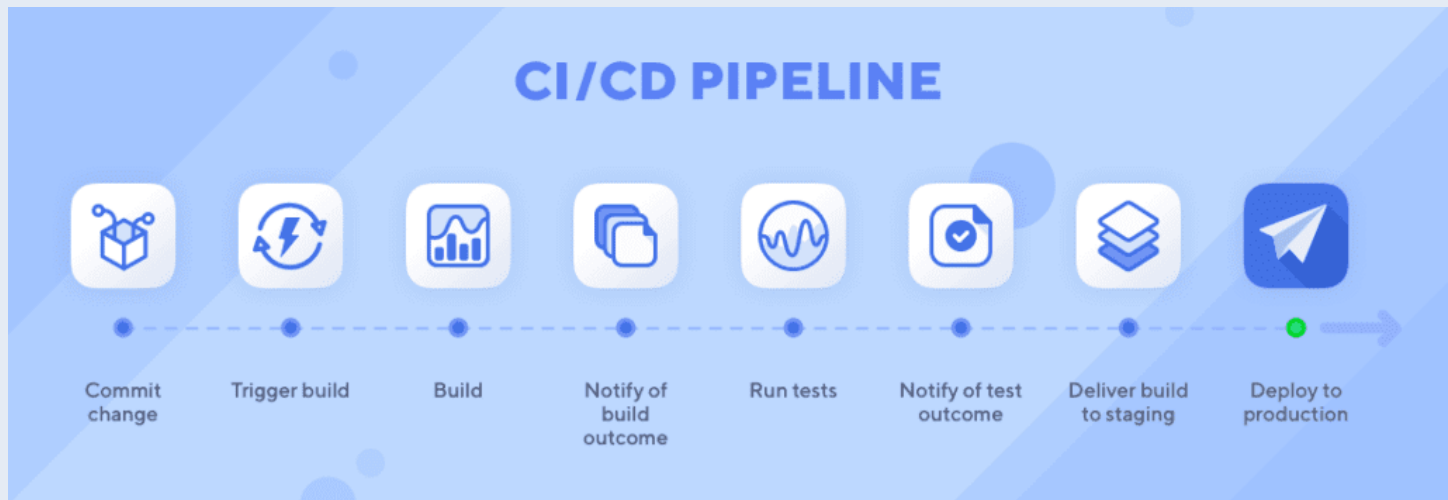 CI/CD PIPELINE
Commit
change
Trigger build
Build
Notify of
build
outcome
Run tests
Notify of test
outcome
Deliver build
to staging
Deploy to
production